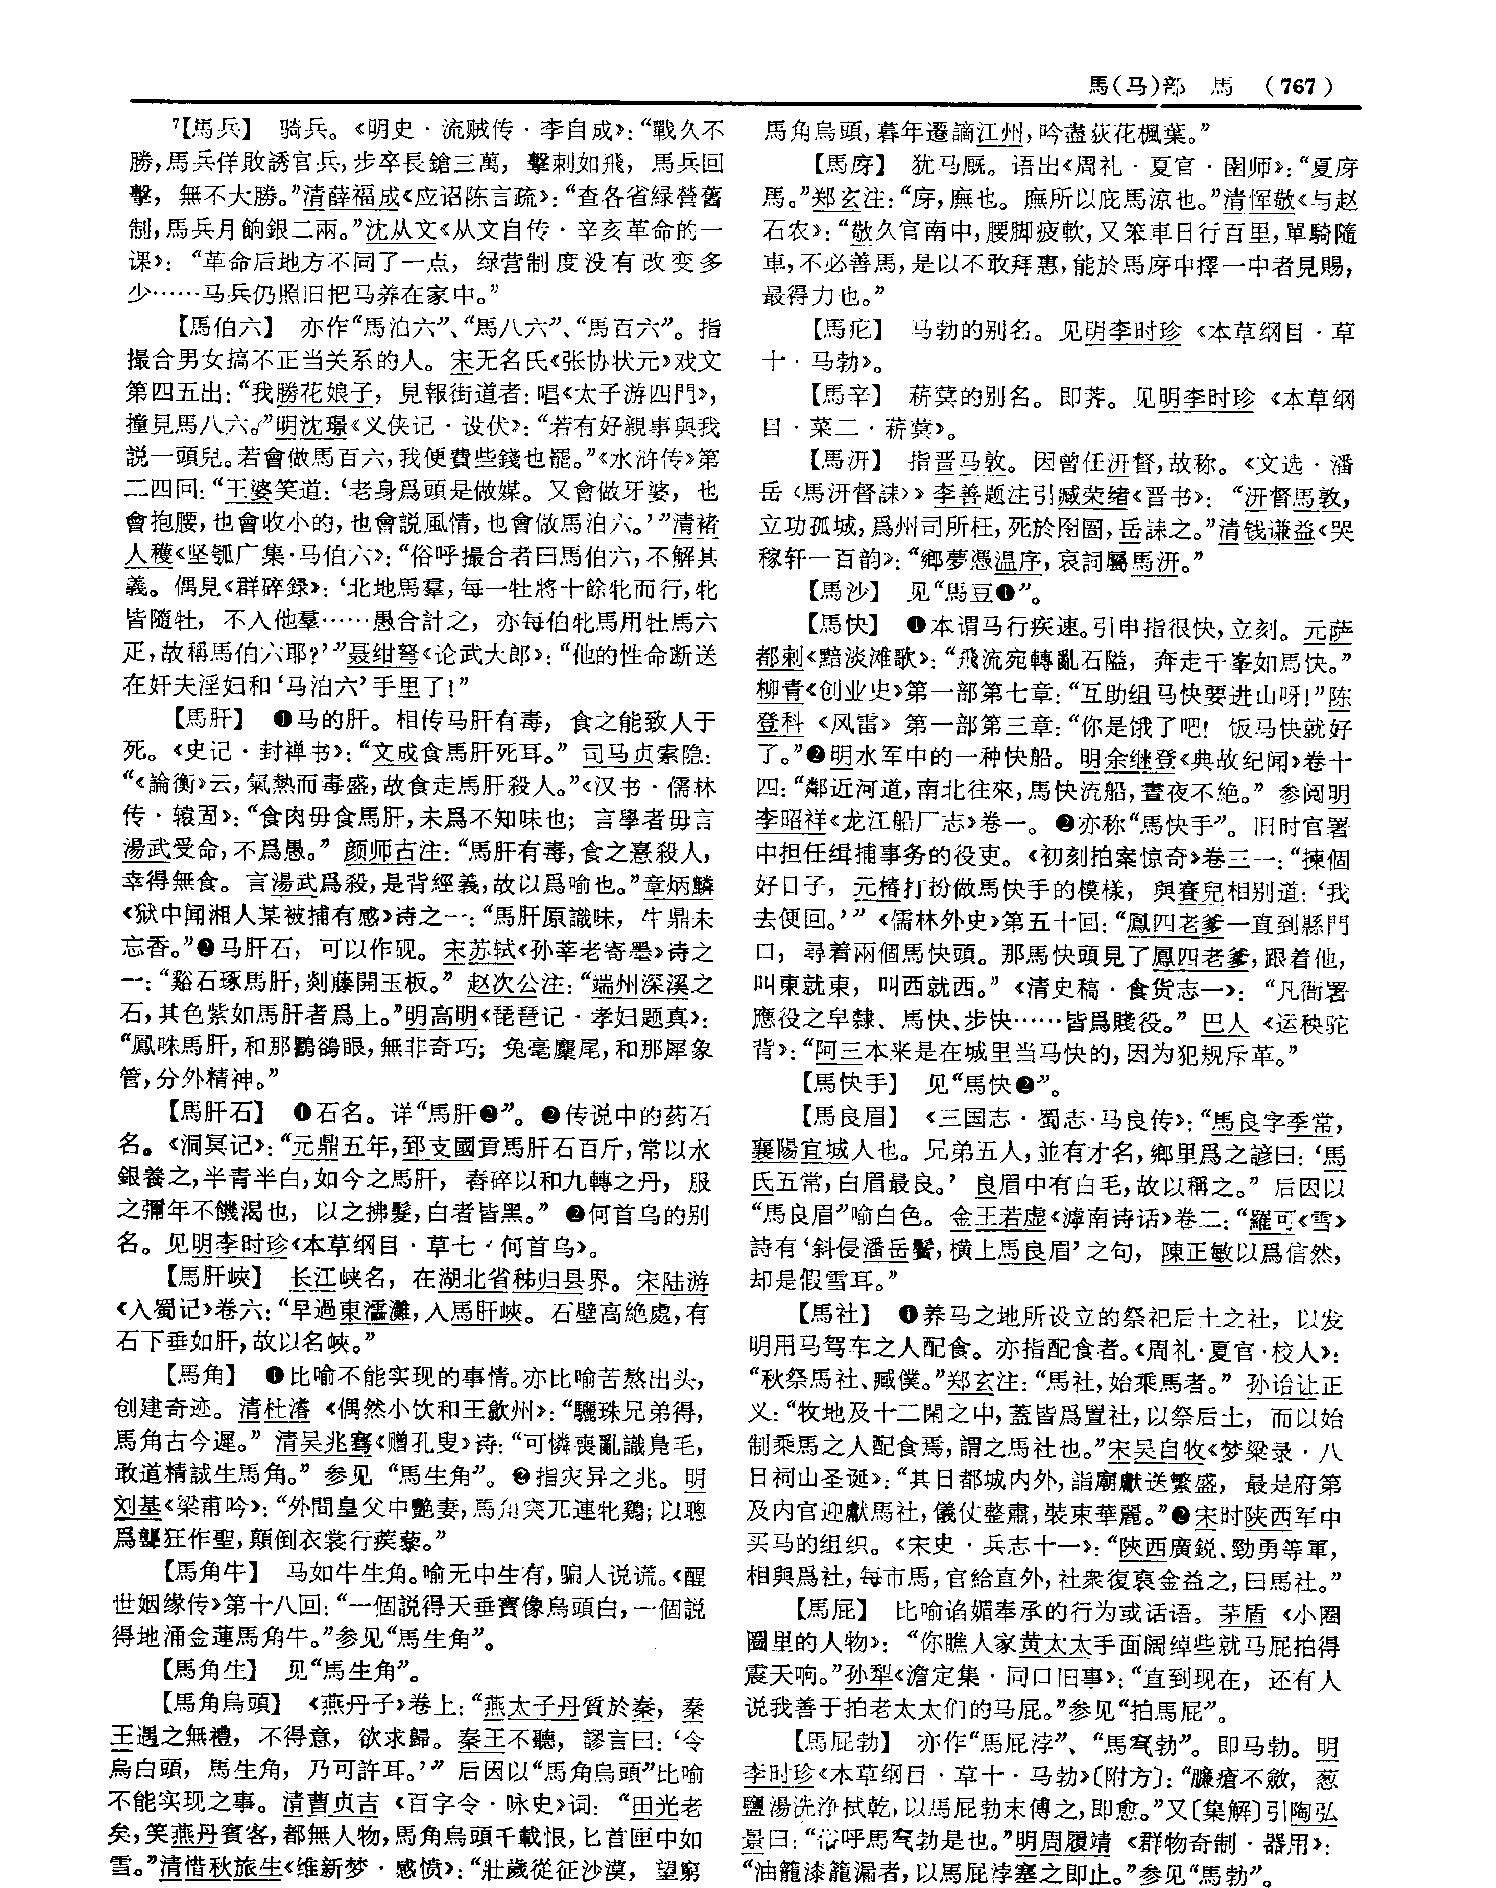 馬(马)部 馬 (767)
7【馬兵】 骑兵。《明史·流贼传·李自成》:“戰久不
勝,馬兵佯敗誘官兵,步卒長鎗三萬,擊刺如飛,馬兵回
擊,無不大勝。”清薛福成《应诏陈言疏》:“查各省緑營舊
制,馬兵月餉銀二兩。”沈从文《从文自传·辛亥革命的一
课》:“革命后地方不同了一点,绿营制度没有改变多
少……马兵仍照旧把马养在家中。”
【馬伯六】 亦作“馬泊六”、“馬八六”、“馬百六”。指
撮合男女搞不正当关系的人。宋无名氏《张协状元》戏文
第四五出:“我勝花娘子,見報街道者:唱《太子游四門》,
撞見馬八六。”明沈璟《义侠记·设伏》:“若有好親事與我
説一頭兒。若會做馬百六,我便費些錢也罷。”《水浒传》第
二四回:“王婆笑道:‘老身爲頭是做媒。又會做牙婆,也
會抱腰,也會收小的,也會説風情,也會做馬泊六。’”清褚
人穫《坚瓠广集·马伯六》:“俗呼撮合者曰馬伯六,不解其
義。偶見《群碎録》:‘北地馬羣,每一牡將十餘牝而行,牝
皆隨牡,不入他羣……愚合計之,亦每伯牝馬用牡馬六
疋,故稱馬伯六耶?’”聂绀弩《论武大郎》:“他的性命断送
在奸夫淫妇和‘马泊六’手里了!”
【馬肝】 ❶马的肝。相传马肝有毒,食之能致人于
死。《史记·封禅书》:“文成食馬肝死耳。”司马贞索隐:
“《論衡》云,氣熱而毒盛,故食走馬肝殺人。”《汉书·儒林
传·辕固》:“食肉毋食馬肝,未爲不知味也;言學者毋言
湯武受命,不爲愚。”颜师古注:“馬肝有毒,食之憙殺人,
幸得無食。言湯武爲殺,是背經義,故以爲喻也。”章炳麟
《狱中闻湘人某被捕有感》诗之一:“馬肝原識味,牛鼎未
忘香。”❷马肝石,可以作砚。宋苏轼《孙莘老寄墨》诗之
一:“谿石琢馬肝,剡藤開玉板。”赵次公注:“端州深溪之
石,其色紫如馬肝者爲上。”明高明《琵琶记·孝妇题真》:
“鳳咮馬肝,和那鸜鵒眼,無非奇巧;兔毫麞尾,和那犀象
管,分外精神。”
【馬肝石】 ❶石名。详“馬肝❷”。❷传说中的药石
名。《洞冥记》:“元鼎五年,郅支國貢馬肝石百斤,常以水
銀養之,半青半白,如今之馬肝,舂碎以和九轉之丹,服
之彌年不饑渴也,以之拂髮,白者皆黑。”❷何首乌的别
名。见明李时珍《本草纲目·草七·何首乌》。
【馬肝峽】 长江峡名,在湖北省秭归县界。宋陆游
《入蜀记》卷六:“早過東濡灘,入馬肝峽。石壁高絶處,有
石下垂如肝,故以名峽。”
【馬角】 ❶比喻不能实现的事情。亦比喻苦熬出头,
创建奇迹。清杜濬《偶然小饮和王歙州》:“驪珠兄弟得,
馬角古今遲。”清吴兆骞《赠孔叟》诗:“可憐喪亂識鳧毛,
敢道精誠生馬角。”参见“馬生角”。❷指灾异之兆。明
刘基《梁甫吟》:“外間皇父中艷妻,馬角突兀連牝鷄;以聰
爲聾狂作聖,顛倒衣裳行蒺藜。”
【馬角牛】 马如牛生角。喻无中生有,骗人说谎。《醒
世姻缘传》第十八回:“一個説得天垂寶像烏頭白,一個説
得地涌金蓮馬角牛。”参见“馬生角”。
【馬角生】 见“馬生角”。
【馬角烏頭】 《燕丹子》卷上:“燕太子丹質於秦,秦
王遇之無禮,不得意,欲求歸。秦王不聽,謬言曰:‘令
烏白頭,馬生角,乃可許耳。’”后因以“馬角烏頭”比喻
不能实现之事。清曹贞吉《百字令·咏史》词:“田光老
矣,笑燕丹賓客,都無人物,馬角烏頭千載恨,匕首匣中如
雪。”清惜秋旅生《维新梦·感愤》:“壯歲從征沙漠,望窮
馬角烏頭,暮年遷謫江州,吟盡荻花楓葉。”
【馬庌】 犹马厩。语出《周礼·夏官·圉师》:“夏庌
馬。”郑玄注:“庌,廡也。廡所以庇馬涼也。”清恽敬《与赵
石农》:“敬久官南中,腰脚疲軟,又笨車日行百里,單騎隨
車,不必善馬,是以不敢拜惠,能於馬庌中擇一中者見賜,
最得力也。”
【馬疕】 马勃的别名。见明李时珍《本草纲目·草
十·马勃》。
【馬辛】 菥蓂的别名。即荠。见明李时珍《本草纲
目·菜二·菥蓂》。
【馬汧】 指晋马敦。因曾任汧督,故称。《文选·潘
岳〈馬汧督誄〉》李善题注引臧荣绪《晋书》:“汧督馬敦,
立功孤城,爲州司所枉,死於囹圄,岳誄之。”清钱谦益《哭
稼轩一百韵》:“鄉夢憑温序,哀詞屬馬汧。”
【馬沙】 见“馬豆❶”。
【馬快】 ❶本谓马行疾速。引申指很快,立刻。元萨
都剌《黯淡滩歌》:“飛流宛轉亂石隘,奔走千峯如馬快。”
柳青《创业史》第一部第七章:“互助组马快要进山呀!”陈
登科《风雷》第一部第三章:“你是饿了吧!饭马快就好
了。”❷明水军中的一种快船。明余继登《典故纪闻》卷十
四:“鄰近河道,南北往來,馬快流船,晝夜不絶。”参阅明
李昭祥《龙江船厂志》卷一。❷亦称“馬快手”。旧时官署
中担任缉捕事务的役吏。《初刻拍案惊奇》卷三一:“揀個
好日子,元椿打扮做馬快手的模樣,與賽兒相别道:‘我
去便回。’”《儒林外史》第五十回:“鳳四老爹一直到縣門
口,尋着兩個馬快頭。那馬快頭見了鳳四老爹,跟着他,
叫東就東,叫西就西。”《清史稿·食货志一》:“凡衙署
應役之皁隸、馬快、步快……皆爲賤役。”巴人《运秧驼
背》:“阿三本来是在城里当马快的,因为犯规斥革。”
【馬快手】 见“馬快❷”。
【馬良眉】 《三国志·蜀志·马良传》:“馬良字季常,
襄陽宜城人也。兄弟五人,並有才名,鄉里爲之諺曰:‘馬
氏五常,白眉最良。’良眉中有白毛,故以稱之。”后因以
“馬良眉”喻白色。金王若虚《滹南诗话》卷二:“羅可《雪》
詩有‘斜侵潘岳鬢,横上馬良眉’之句,陳正敏以爲信然,
却是假雪耳。”
【馬社】 ❶养马之地所设立的祭祀后土之社,以发
明用马驾车之人配食。亦指配食者。《周礼·夏官·校人》:
“秋祭馬社、臧僕。”郑玄注:“馬社,始乘馬者。”孙诒让正
义:“牧地及十二閑之中,蓋皆爲置社,以祭后土,而以始
制乘馬之人配食焉,謂之馬社也。”宋吴自牧《梦粱录·八
日祠山圣诞》:“其日都城内外,詣廟獻送繁盛,最是府第
及内官迎獻馬社,儀仗整肅,裝束華麗。”❷宋时陕西军中
买马的组织。《宋史·兵志十一》:“陝西廣鋭、勁勇等軍,
相與爲社,每市馬,官給直外,社衆復裒金益之,曰馬社。”
【馬屁】 比喻谄媚奉承的行为或话语。茅盾《小圈
圈里的人物》:“你瞧人家黄太太手面阔绰些就马屁拍得
震天响。”孙犁《澹定集·同口旧事》:“直到现在,还有人
说我善于拍老太太们的马屁。”参见“拍馬屁”。
【馬屁勃】 亦作“馬屁浡”、“馬𥧔勃”。即马勃。明
李时珍《本草纲目·草十·马勃》〔附方〕:“臁瘡不斂,葱
鹽湯洗浄拭乾,以馬屁勃末傅之,即愈。”又〔集解〕引陶弘
景曰:“俗呼馬𥧔勃是也。”明周履靖《群物奇制·器用》:
“油籠漆籠漏者,以馬屁浡塞之即止。”参见“馬勃”。